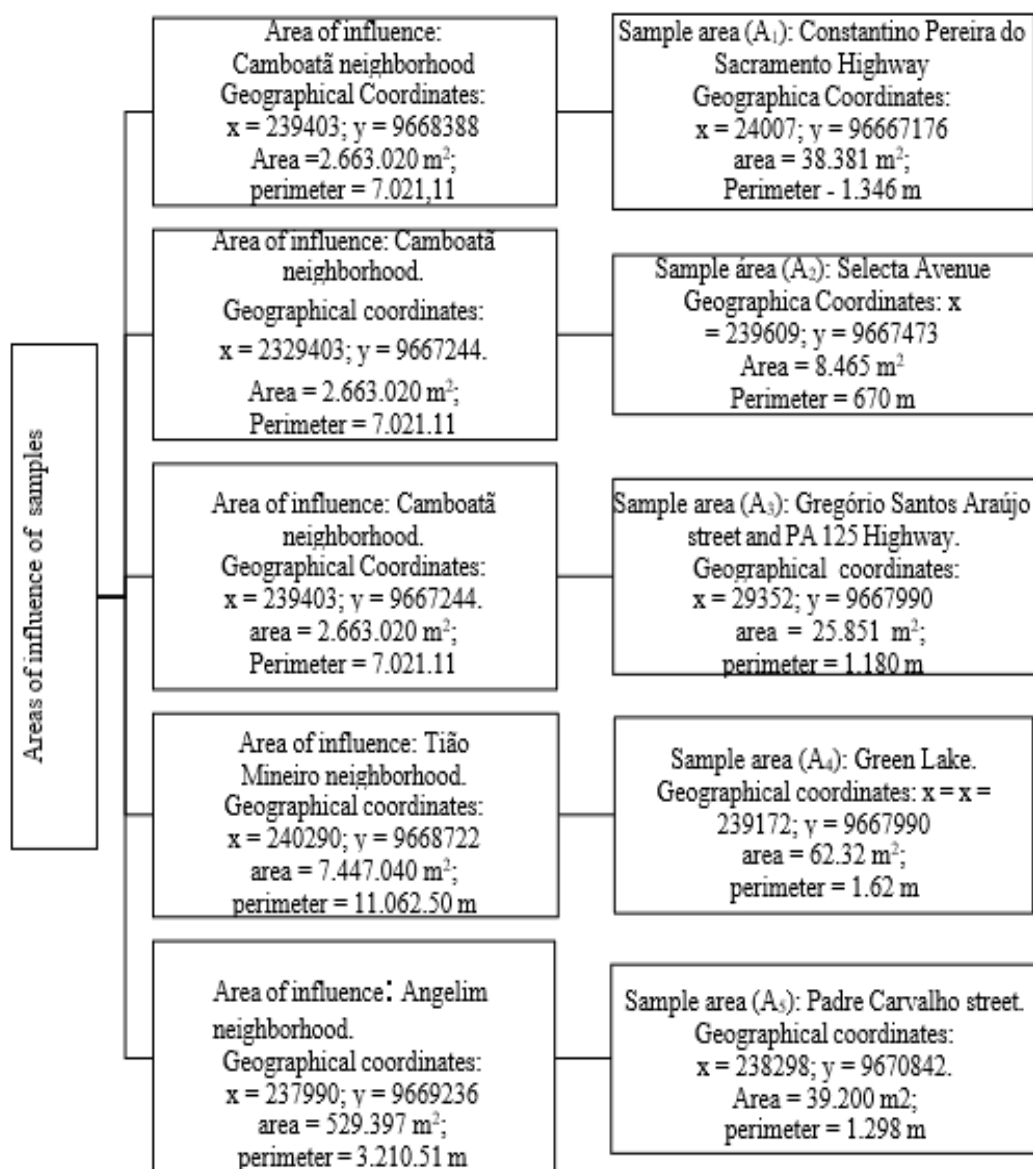 Areas of influence of samples
Area of influence:
Camboatã neighborhood
Geographical Coordinates:
x = 239403; y = 9668388
Area =2.663.020 m²;
perimeter = 7.021,11
Sample area (A₁): Constantino Pereira do
Sacramento Highway
Geographica Coordinates:
x = 24007; y = 96667176
area = 38.381 m²;
Perimeter - 1.346 m
Area of influence: Camboatã
neighborhood.
Geographical coordinates:
x = 2329403; y = 9667244.
Area = 2.663.020 m²;
Perimeter = 7.021.11
Sample área (A₂): Selecta Avenue
Geographica Coordinates: x
= 239609; y = 9667473
Area = 8.465 m²
Perimeter = 670 m
Area of influence: Camboatã
neighborhood.
Geographical Coordinates:
x = 239403; y = 9667244.
area = 2.663.020 m²;
Perimeter = 7.021.11
Sample area (A₃): Gregório Santos Araújo
street and PA 125 Highway.
Geographical coordinates:
x = 29352; y = 9667990
area = 25.851 m²;
perimeter = 1.180 m
Area of influence: Tião
Mineiro neighborhood.
Geographical coordinates:
x = 240290; y = 9668722
area = 7.447.040 m²;
perimeter = 11.062.50 m
Sample area (A₄): Green Lake.
Geographical coordinates: x = x =
239172; y = 9667990
area = 62.32 m²;
perimeter = 1.62 m
Area of influence: Angelim
neighborhood.
Geographical coordinates:
x = 237990; y = 9669236
area = 529.397 m²;
perimeter = 3.210.51 m
Sample area (A₅): Padre Carvalho street.
Geographical coordinates:
x = 238298; y = 9670842.
Area = 39.200 m2;
perimeter = 1.298 m